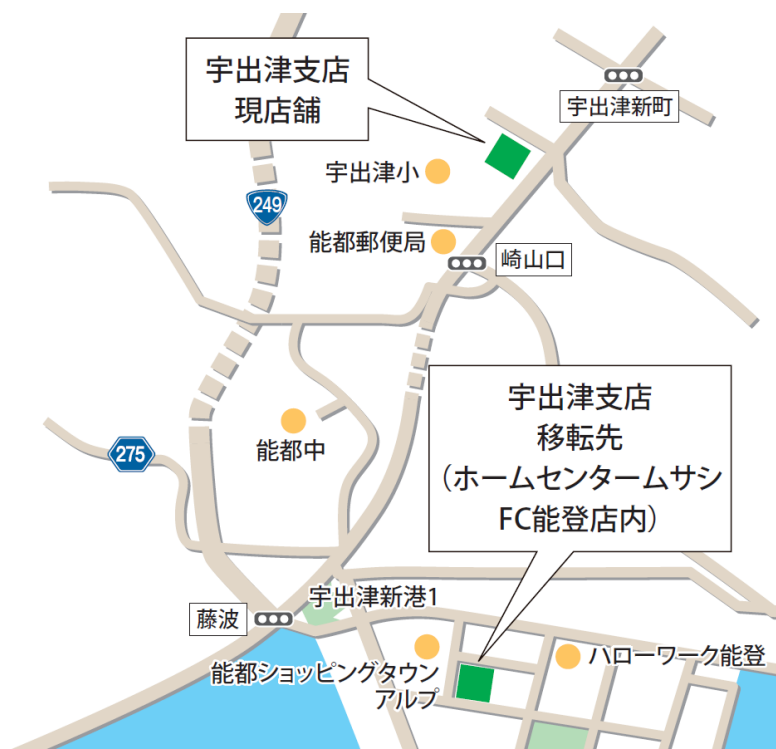 宇出津支店
現店舗
宇出津新町
宇出津小
249
能都郵便局
崎山口
宇出津支店
移転先
（ホームセンタームサシ
FC能登店内）
能都中
275
宇出津新港1
藤波
能都ショッピングタウン
アルプ
ハローワーク能登